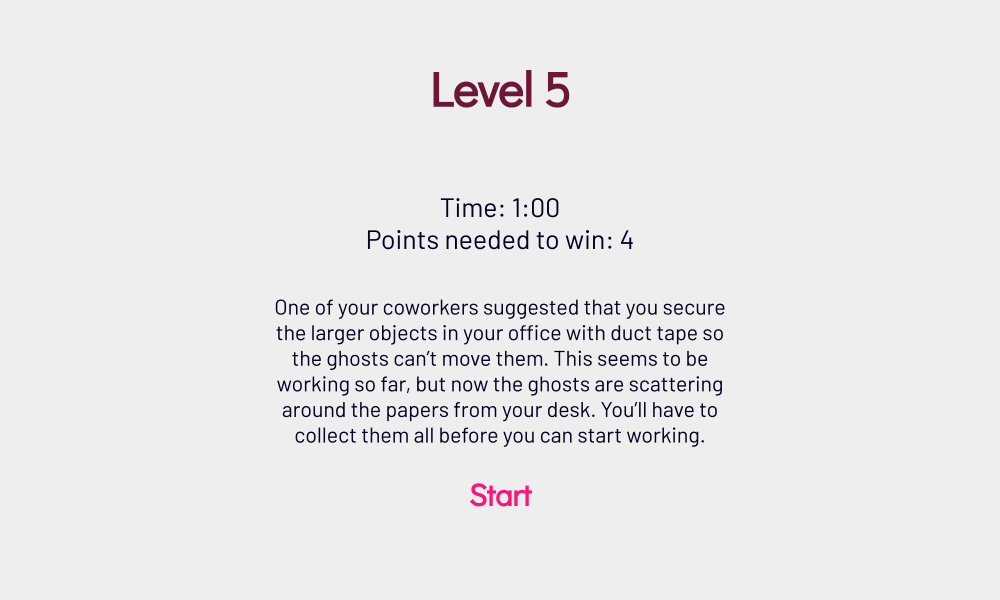 Level 5
Time: 1:00
Points needed to win: 4
One of your coworkers suggested that you secure
the larger objects in your office with duct tape so
the ghosts can’t move them. This seems to be
working so far, but now the ghosts are scattering
around the papers from your desk. You’ll have to
collect them all before you can start working.
Start